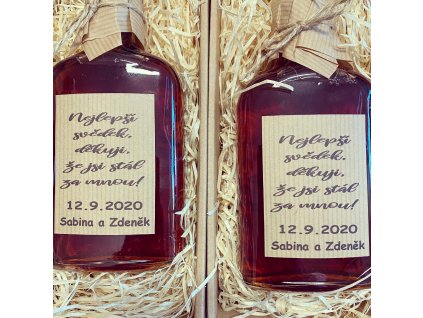 Nejlepší
svědek,
děkuji,
že jsi stál
za mnou!
12.9.2020
Sabina a Zdeněk
Nejlepší
svědek,
děkuji,
že jsi stál
za mnou!
12.9.2020
Sabina a Zdeněk